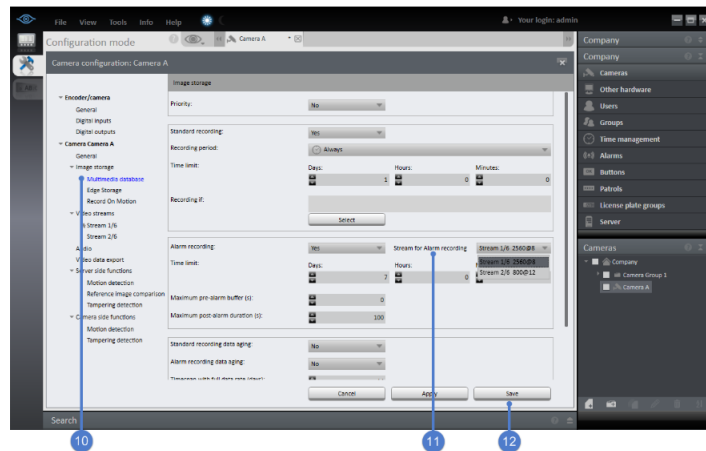 File View Tools Info Help
Your login: admin
Configuration mode
Camera A
Company
Camera configuration: Camera A
Company
Image storage
Cameras
Encoder/camera
General
Digital inputs
Digital outputs
Camera Camera A
General
Image storage
Multimedia database
Edge Storage
Record On Motion
Video streams
Stream 1/6
Stream 2/6
Audio
Video data export
Server side functions
Motion detection
Reference image comparison
Tampering detection
Camera side functions
Motion detection
Tampering detection
Priority: No
Standard recording: Yes
Recording period: Always
Time limit: Days: Hours: Minutes:
1 0 0
Recording if:
Select
Alarm recording: Yes Stream for Alarm recording Stream 1/6 2560@8
Stream 1/6 2560@8
Stream 2/6 800@12
Time limit: Days: Hours:
7 0
Maximum pre-alarm buffer (s): 0
Maximum post-alarm duration (s): 100
Standard recording data aging: No
Alarm recording data aging: No
Timespan with full data rate (days):
Cancel Apply Save
Other hardware
Users
Groups
Time management
Alarms
Buttons
Patrols
License plate groups
Server
Cameras
Company
Camera Group 1
Camera A
Search
10 11 12